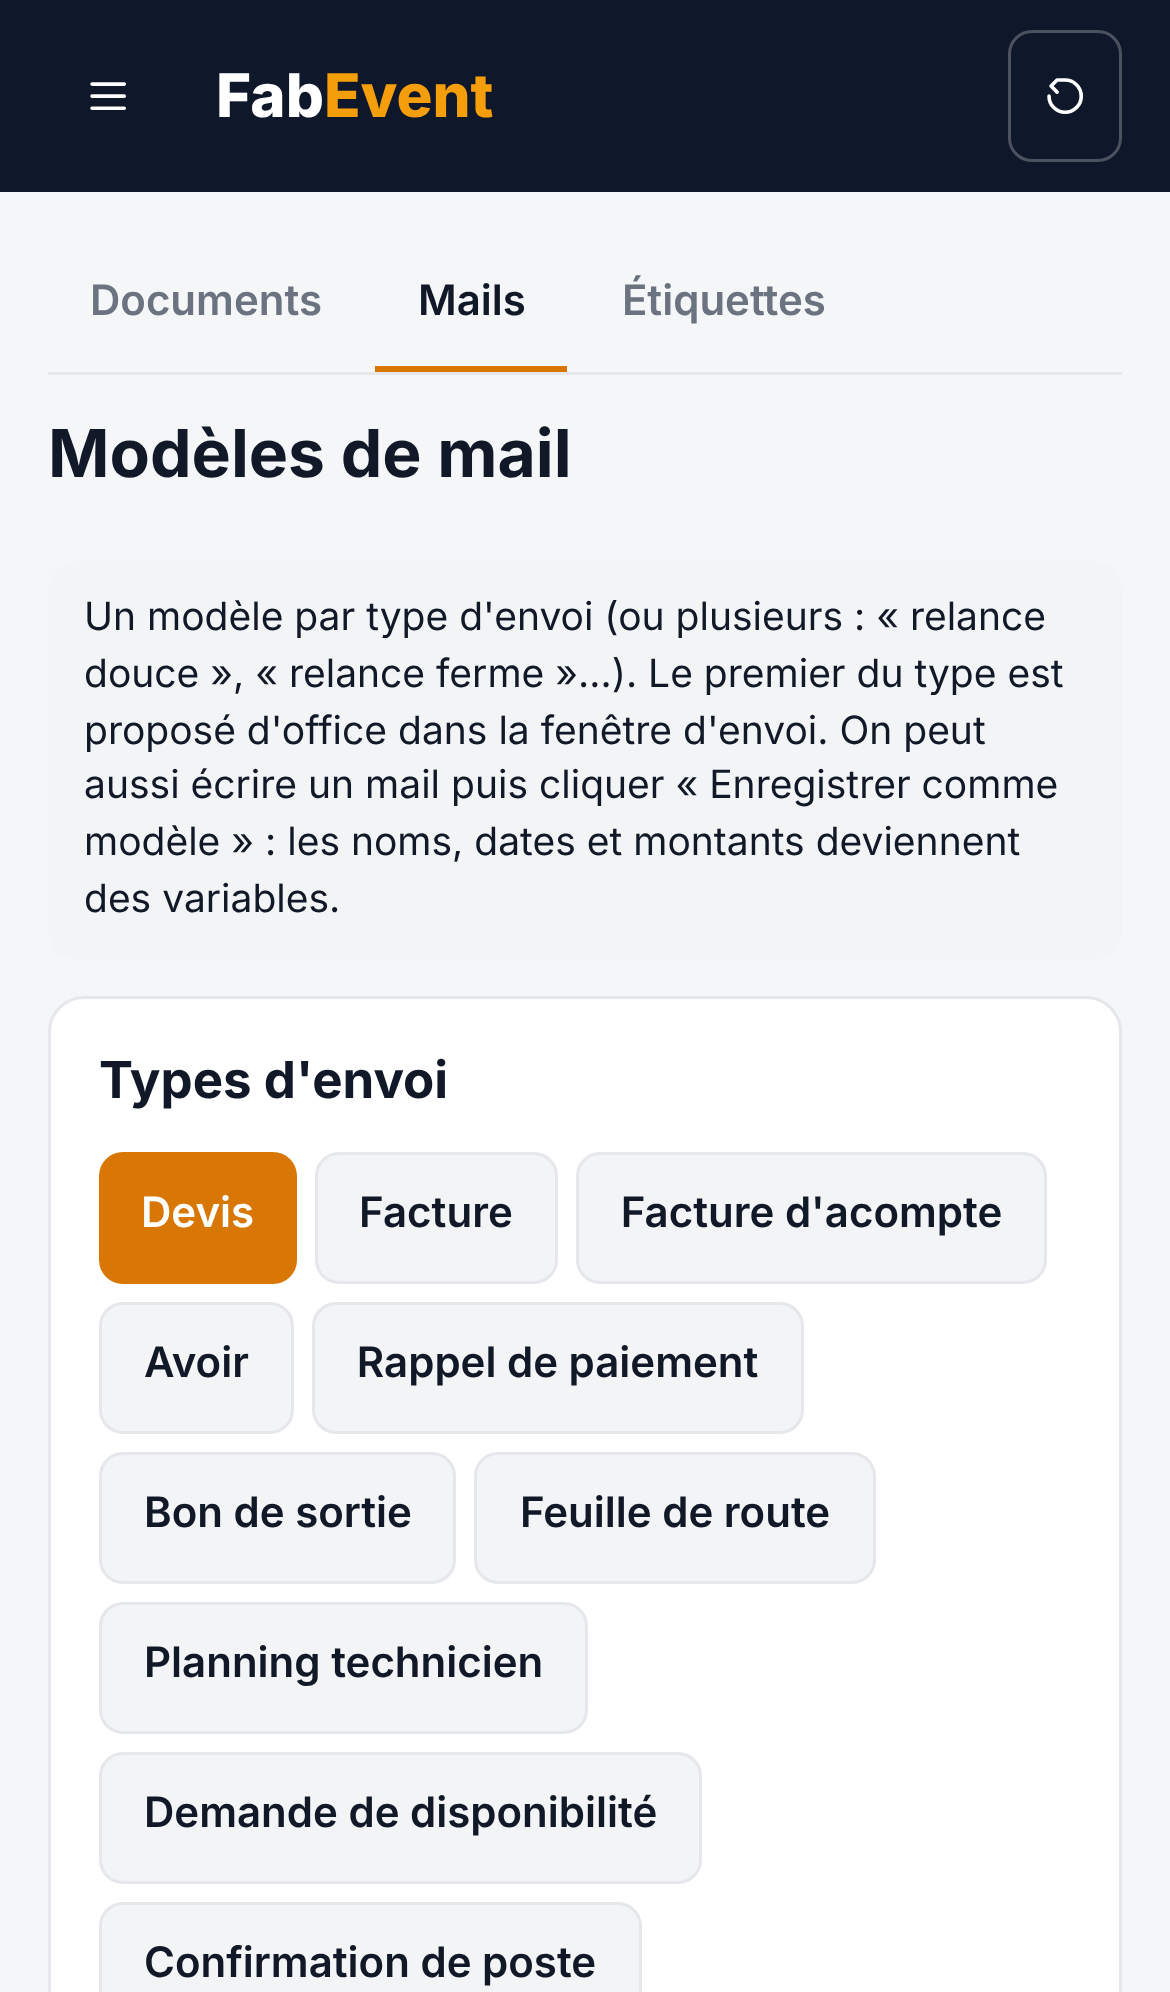 FabEvent
Documents
Mails
Étiquettes
Modèles de mail
Un modèle par type d'envoi (ou plusieurs : « relance
douce », « relance ferme »…). Le premier du type est
proposé d'office dans la fenêtre d'envoi. On peut
aussi écrire un mail puis cliquer « Enregistrer comme
modèle » : les noms, dates et montants deviennent
des variables.
Types d'envoi
Devis
Facture
Facture d'acompte
Avoir
Rappel de paiement
Bon de sortie
Feuille de route
Planning technicien
Demande de disponibilité
Confirmation de poste